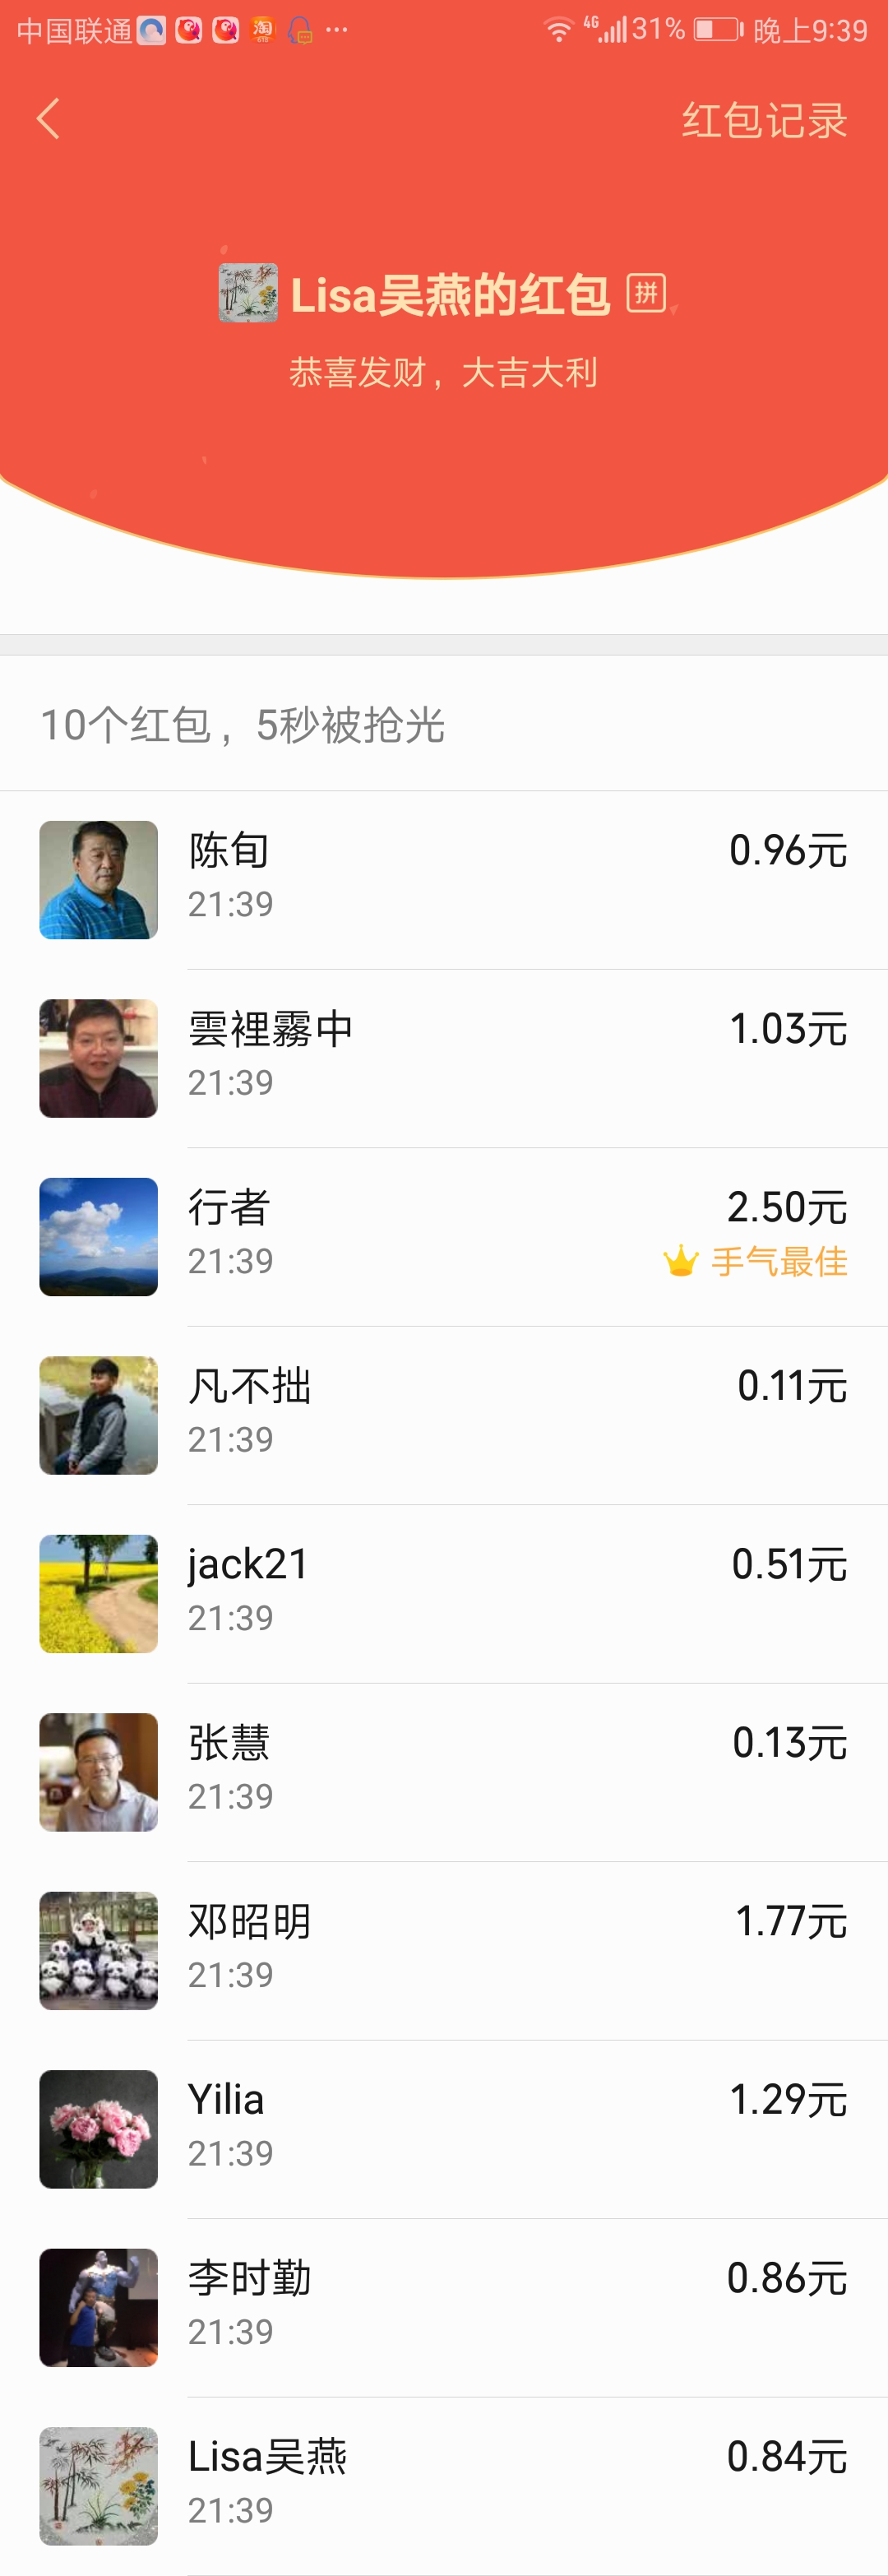 中国联通 淘 ··· 4G 31% 晚上9:39
红包记录
Lisa吴燕的红包 拼
恭喜发财，大吉大利
10个红包，5秒被抢光
陈旬 0.96元
21:39
雲裡霧中 1.03元
21:39
行者 2.50元
21:39 手气最佳
凡不拙 0.11元
21:39
jack21 0.51元
21:39
张慧 0.13元
21:39
邓昭明 1.77元
21:39
Yilia 1.29元
21:39
李时勤 0.86元
21:39
Lisa吴燕 0.84元
21:39